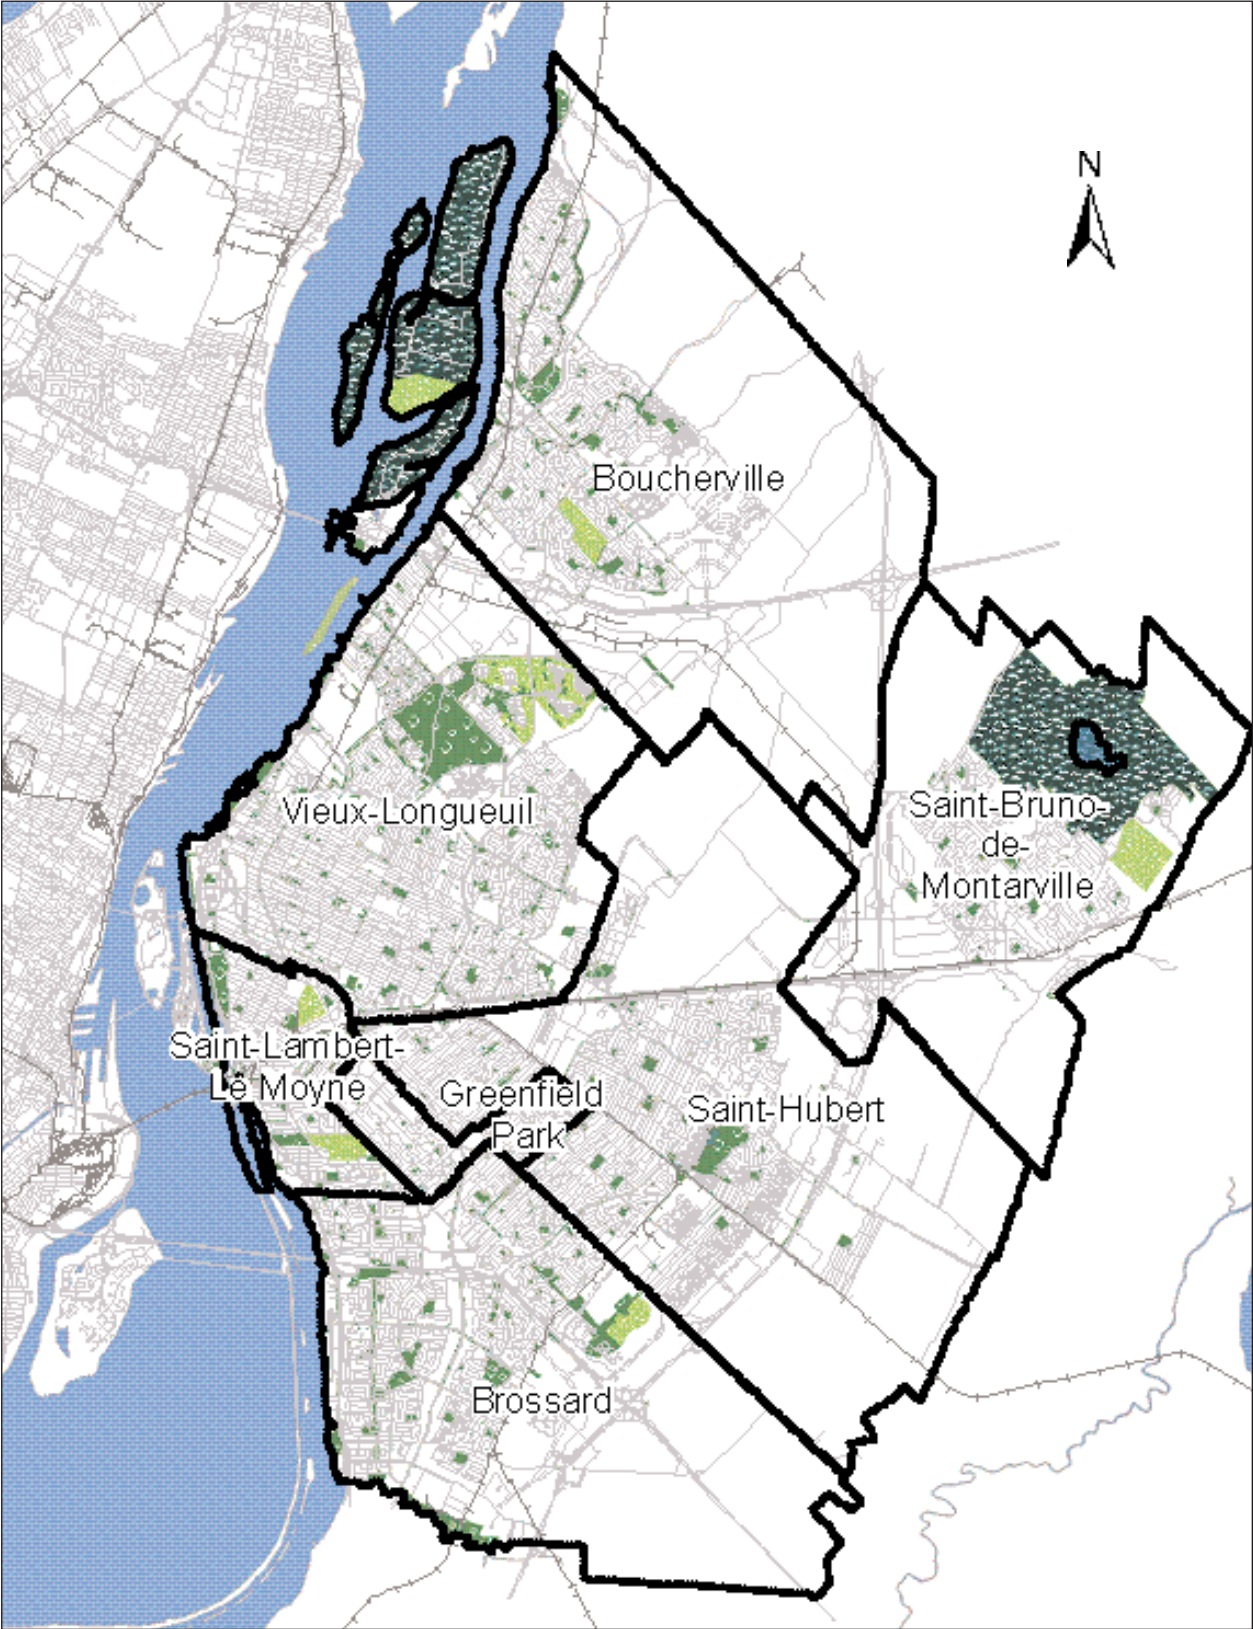 N
Boucherville
Vieux-Longueuil
Saint-Bruno-
de-
Montarville
Saint-Lambert-
Le Moyne
Greenfield
Park
Saint-Hubert
Brossard